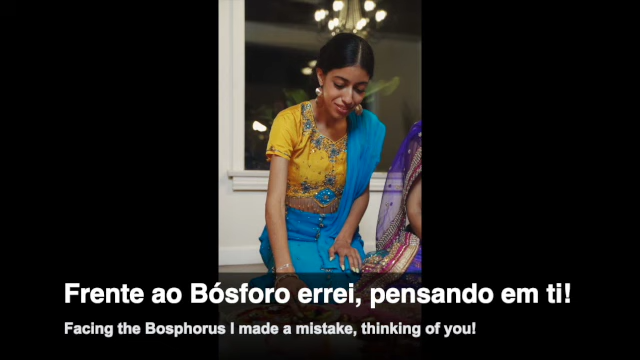 Frente ao Bósforo errei, pensando em ti!
Facing the Bosphorus I made a mistake, thinking of you!